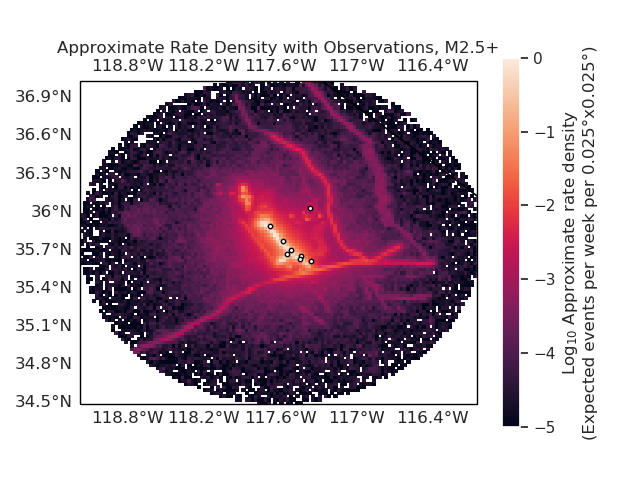 Approximate Rate Density with Observations, M2.5+
118.8°W 118.2°W 117.6°W 117°W 116.4°W
36.9°N
36.6°N
36.3°N
36°N
35.7°N
35.4°N
35.1°N
34.8°N
34.5°N
118.8°W 118.2°W 117.6°W 117°W 116.4°W
0
−1
−2
−3
−4
−5
Log₁₀ Approximate rate density
(Expected events per week per 0.025°x0.025°)